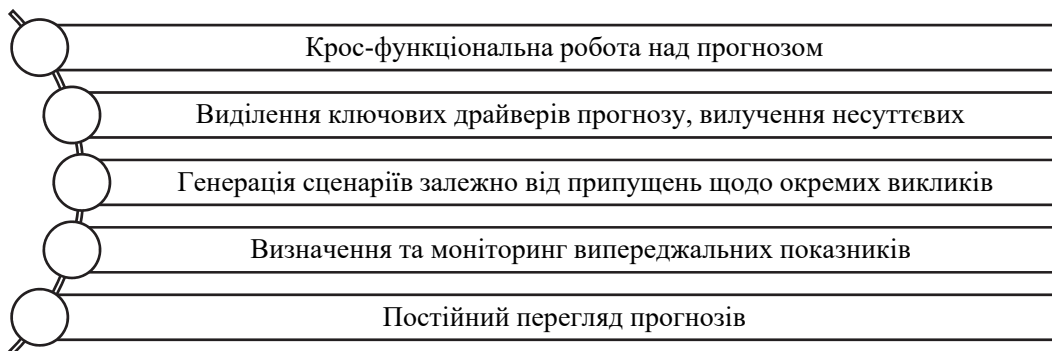 Крос-функціональна робота над прогнозом
Виділення ключових драйверів прогнозу, вилучення несуттєвих
Генерація сценаріїв залежно від припущень щодо окремих викликів
Визначення та моніторинг випереджальних показників
Постійний перегляд прогнозів